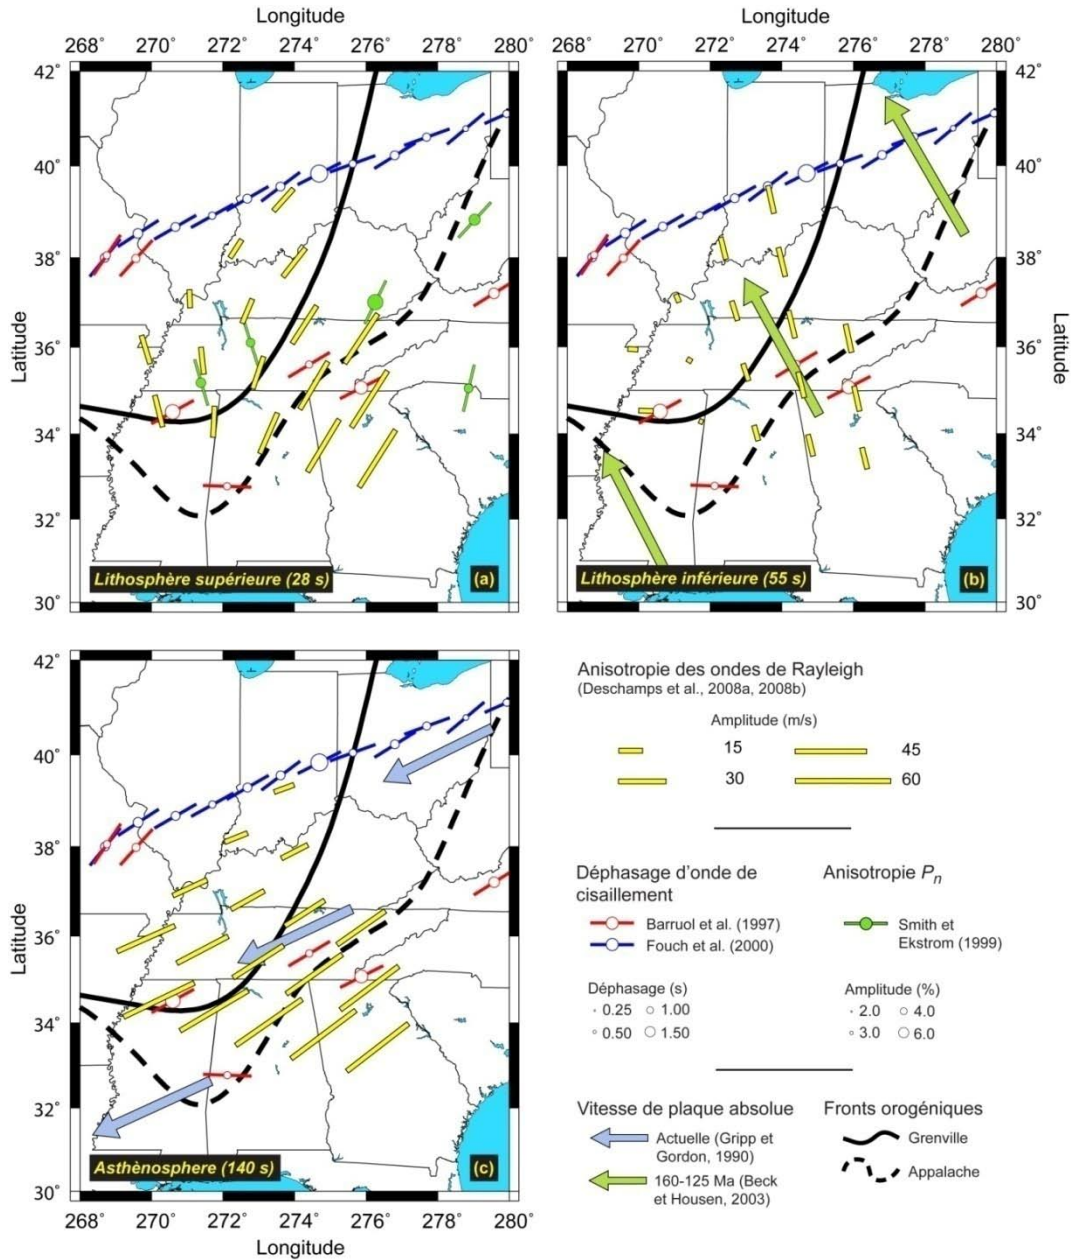 Longitude
268° 270° 272° 274° 276° 278° 280°
42°
40°
38°
36°
34°
32°
30°
Latitude
Lithosphère supérieure (28 s)
(a)
Longitude
268° 270° 272° 274° 276° 278° 280°
42°
40°
38°
36°
34°
32°
30°
Latitude
Lithosphère inférieure (55 s)
(b)
42°
40°
38°
36°
34°
32°
30°
Latitude
Asthènosphere (140 s)
(c)
268° 270° 272° 274° 276° 278° 280°
Longitude
Anisotropie des ondes de Rayleigh
(Deschamps et al., 2008a, 2008b)
Amplitude (m/s)
15 45
30 60
Déphasage d'onde de
cisaillement
Barruol et al. (1997)
Fouch et al. (2000)
Anisotropie Pn
Smith et
Ekstrom (1999)
Déphasage (s)
0.25 1.00
0.50 1.50
Amplitude (%)
2.0 4.0
3.0 6.0
Vitesse de plaque absolue
Actuelle (Gripp et
Gordon, 1990)
160-125 Ma (Beck
et Housen, 2003)
Fronts orogéniques
Grenville
Appalache